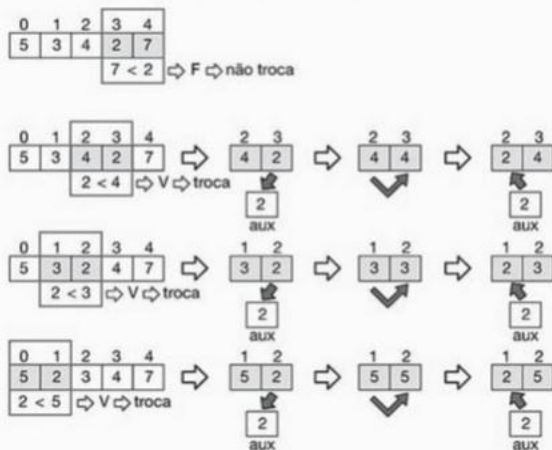 0 1 2 3 4
5 3 4 2 7
7 < 2 ⇨ F ⇨ não troca
0 1 2 3 4 2 3 2 3 2 3
5 3 4 2 7 4 2 4 4 2 4
2 < 4 ⇨ V ⇨ troca 2 2
aux aux
0 1 2 3 4 1 2 1 2 1 2
5 3 2 4 7 3 2 3 3 2 3
2 < 3 ⇨ V ⇨ troca 2 2
aux aux
0 1 2 3 4 1 2 1 2 1 2
5 2 3 4 7 5 2 5 5 2 5
2 < 5 ⇨ V ⇨ troca 2 2
aux aux